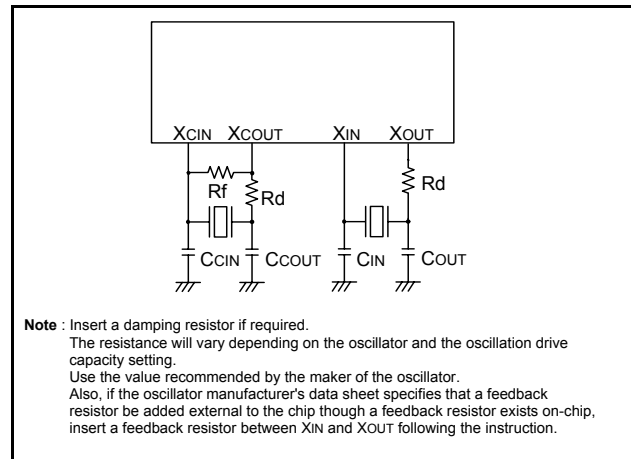 XCIN XCOUT XIN XOUT
Rf Rd Rd
CCIN CCOUT CIN COUT
Note : Insert a damping resistor if required.
The resistance will vary depending on the oscillator and the oscillation drive
capacity setting.
Use the value recommended by the maker of the oscillator.
Also, if the oscillator manufacturer's data sheet specifies that a feedback
resistor be added external to the chip though a feedback resistor exists on-chip,
insert a feedback resistor between XIN and XOUT following the instruction.